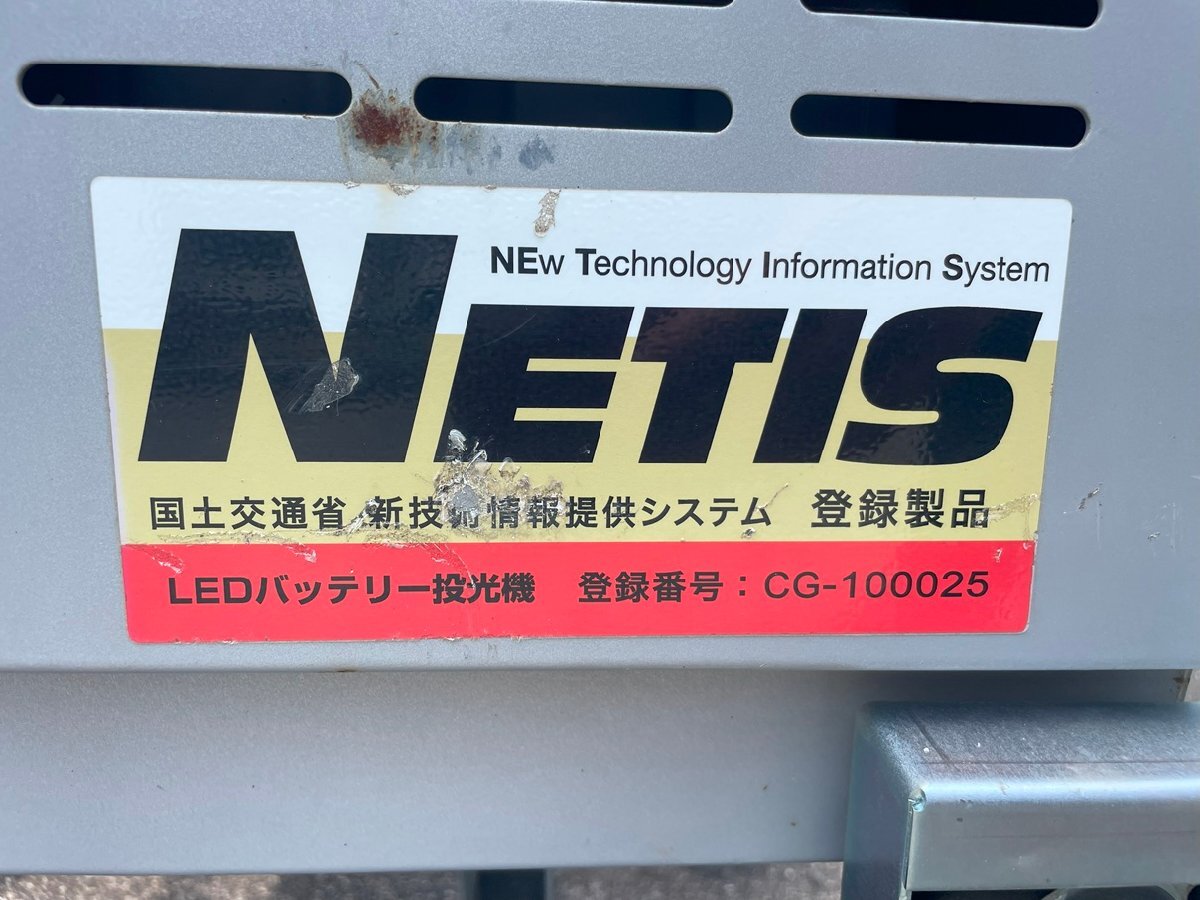 NEw Technology Information System
NETIS
国土交通省 新技術情報提供システム 登録製品
LEDバッテリー投光機 登録番号：CG-100025